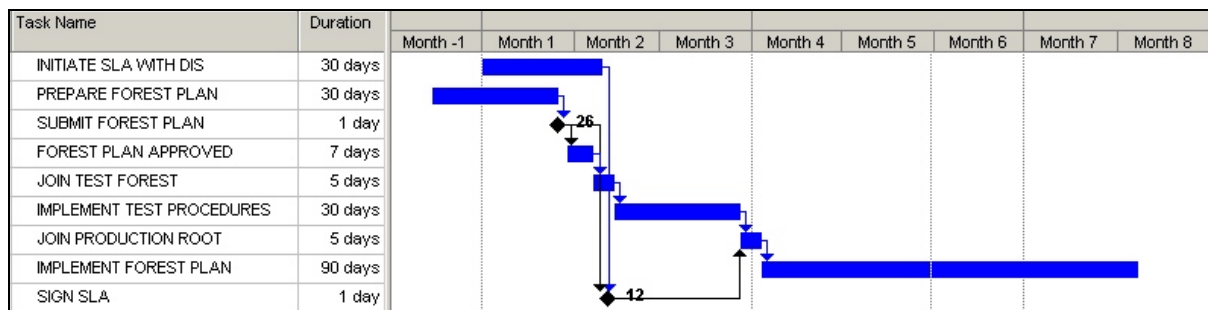 Task Name Duration
Month -1 Month 1 Month 2 Month 3 Month 4 Month 5 Month 6 Month 7 Month 8
INITIATE SLA WITH DIS 30 days
PREPARE FOREST PLAN 30 days
SUBMIT FOREST PLAN 1 day 26
FOREST PLAN APPROVED 7 days
JOIN TEST FOREST 5 days
IMPLEMENT TEST PROCEDURES 30 days
JOIN PRODUCTION ROOT 5 days
IMPLEMENT FOREST PLAN 90 days
SIGN SLA 1 day 12